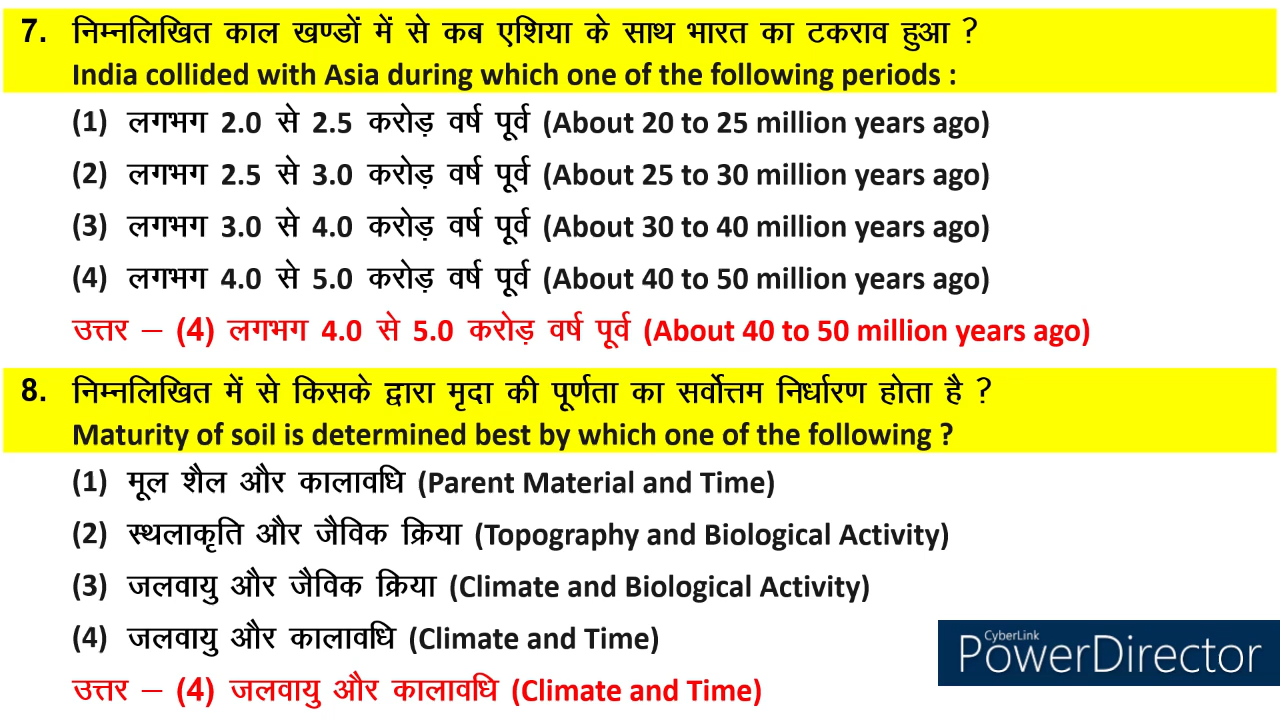 7. निम्नलिखित काल खण्डों में से कब एशिया के साथ भारत का टकराव हुआ ?
India collided with Asia during which one of the following periods :
(1) लगभग 2.0 से 2.5 करोड़ वर्ष पूर्व (About 20 to 25 million years ago)
(2) लगभग 2.5 से 3.0 करोड़ वर्ष पूर्व (About 25 to 30 million years ago)
(3) लगभग 3.0 से 4.0 करोड़ वर्ष पूर्व (About 30 to 40 million years ago)
(4) लगभग 4.0 से 5.0 करोड़ वर्ष पूर्व (About 40 to 50 million years ago)
उत्तर – (4) लगभग 4.0 से 5.0 करोड़ वर्ष पूर्व (About 40 to 50 million years ago)
8. निम्नलिखित में से किसके द्वारा मृदा की पूर्णता का सर्वोत्तम निर्धारण होता है ?
Maturity of soil is determined best by which one of the following ?
(1) मूल शैल और कालावधि (Parent Material and Time)
(2) स्थलाकृति और जैविक क्रिया (Topography and Biological Activity)
(3) जलवायु और जैविक क्रिया (Climate and Biological Activity)
(4) जलवायु और कालावधि (Climate and Time)
उत्तर – (4) जलवायु और कालावधि (Climate and Time)
CyberLink
PowerDirector